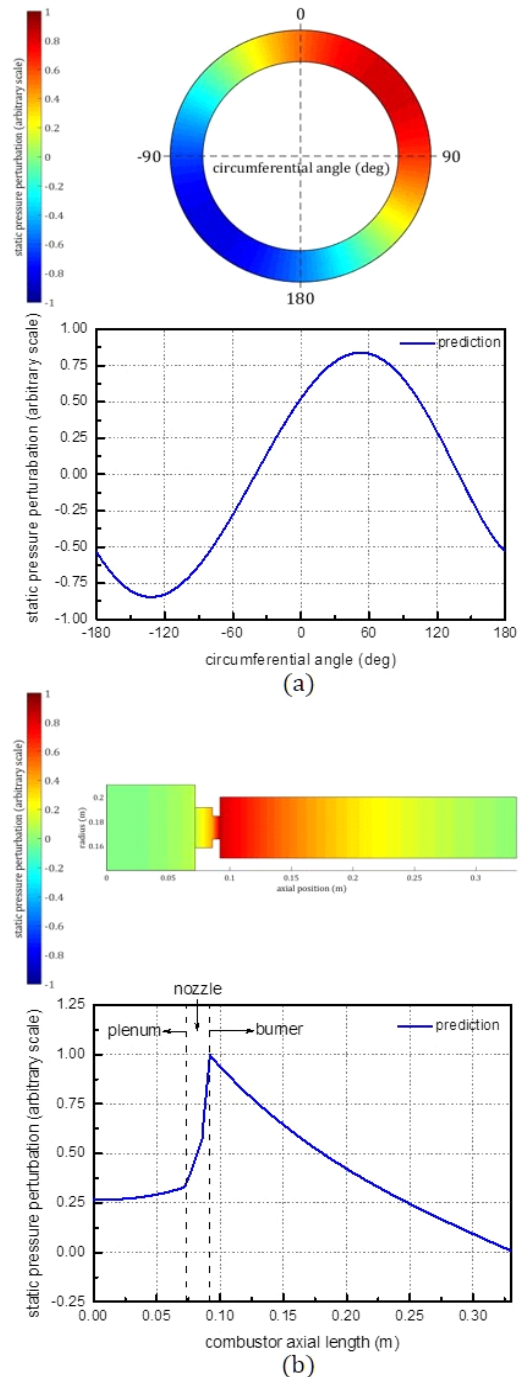 static pressure perturbation (arbitrary scale)
1
0.8
0.6
0.4
0.2
0
-0.2
-0.4
-0.6
-0.8
-1
0
-90
circumferential angle (deg)
90
180
static pressure perturabation (arbitrary scale)
1.00
0.75
0.50
0.25
0.00
-0.25
-0.50
-0.75
-1.00
prediction
-180 -120 -60 0 60 120 180
circumferential angle (deg)
(a)
static pressure perturbation (arbitrary scale)
1
0.8
0.6
0.4
0.2
0
-0.2
-0.4
-0.6
-0.8
-1
radius (m)
0.2
0.18
0.16
0 0.05 0.1 0.15 0.2 0.25 0.3
axial position (m)
static pressure perturbation (arbitrary scale)
1.25
1.00
0.75
0.50
0.25
0.00
-0.25
nozzle
plenum
burner
prediction
0.00 0.05 0.10 0.15 0.20 0.25 0.30
combustor axial length (m)
(b)